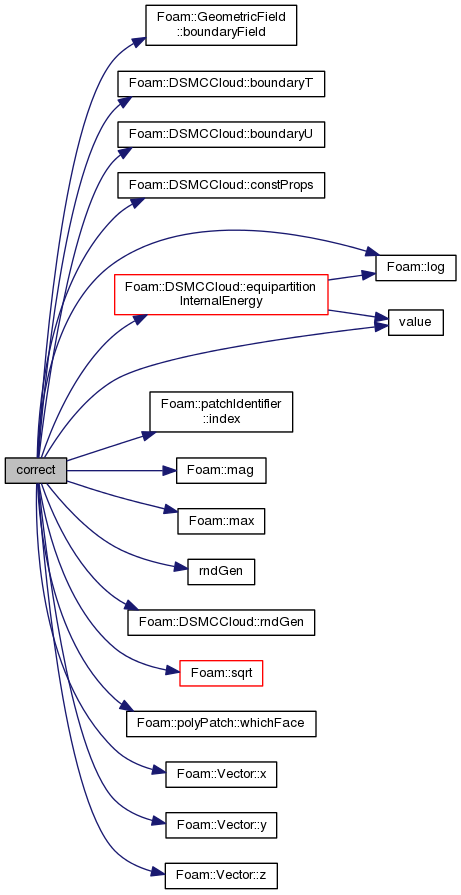 Foam::GeometricField
::boundaryField
Foam::DSMCCloud::boundaryT
Foam::DSMCCloud::boundaryU
Foam::DSMCCloud::constProps
Foam::log
Foam::DSMCCloud::equipartition
InternalEnergy
value
Foam::patchIdentifier
::index
correct
Foam::mag
Foam::max
rndGen
Foam::DSMCCloud::rndGen
Foam::sqrt
Foam::polyPatch::whichFace
Foam::Vector::x
Foam::Vector::y
Foam::Vector::z